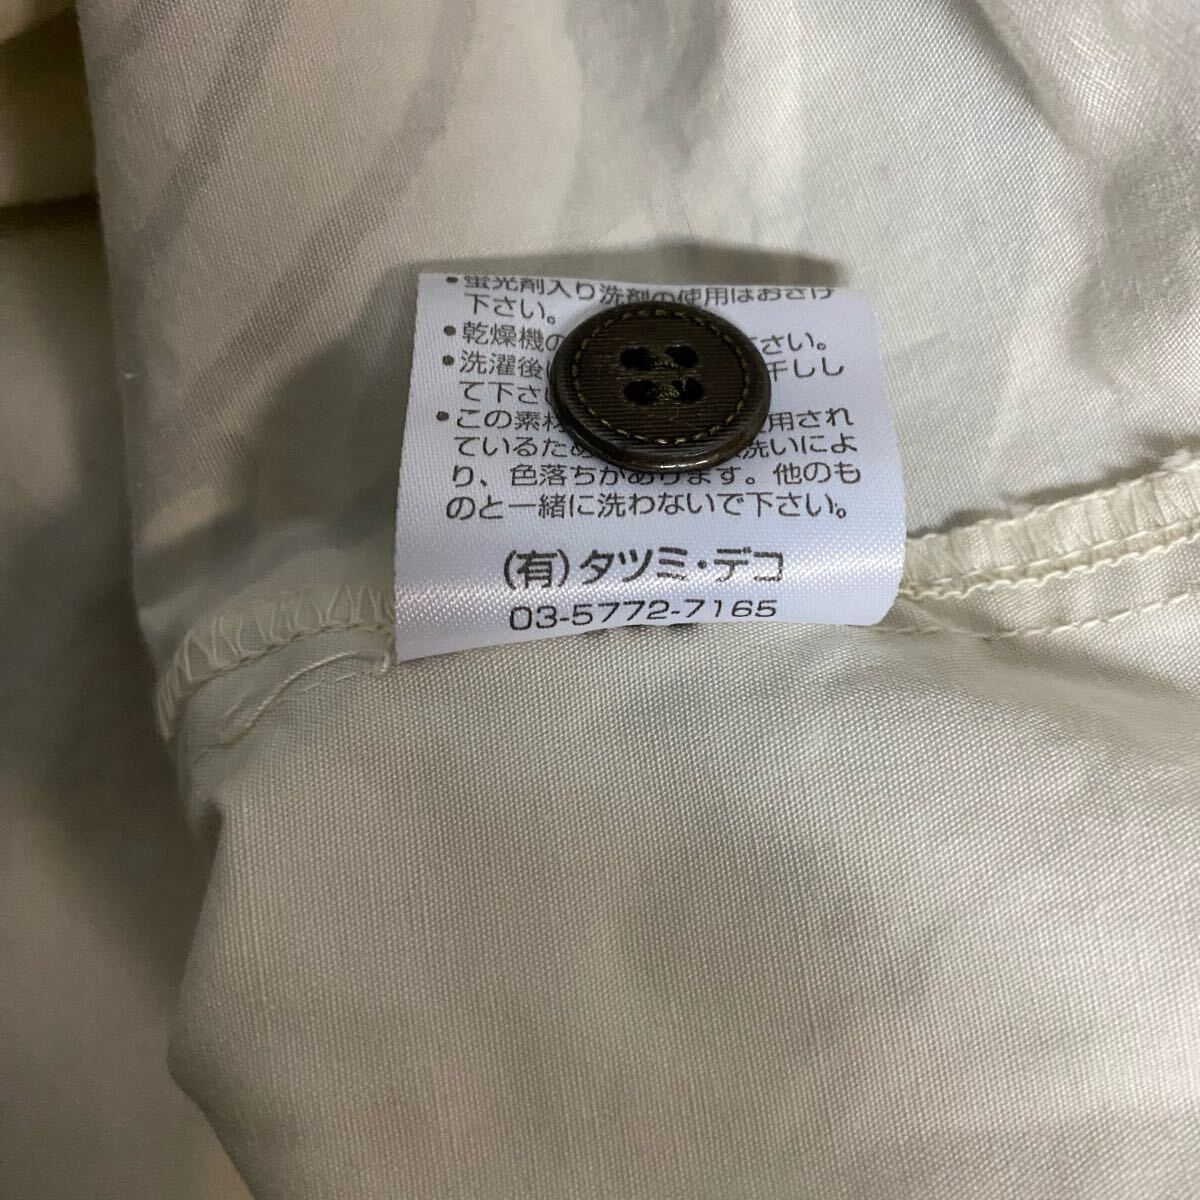 ・蛍光剤入り洗剤の使用はおさけ
下さい。
・乾燥機の さい。
・洗濯後 干しし
て下さ
・この素材 使用され
ているため 洗いによ
り、色落ちがあります。他のも
のと一緒に洗わないで下さい。
(有)タツミ・デコ
03-5772-7165